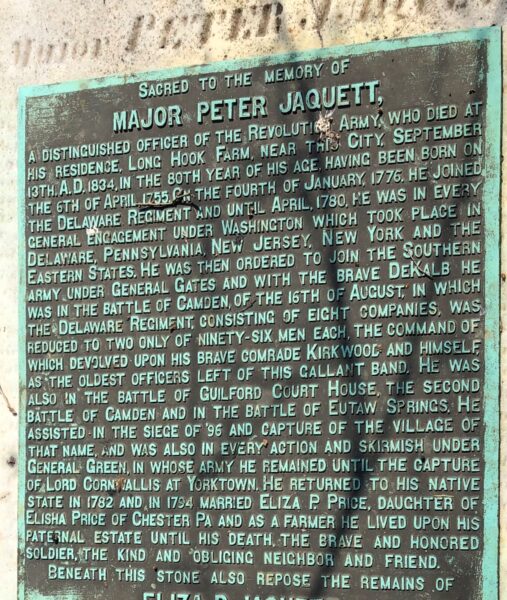 Major PETER JAQUETT
SACRED TO THE MEMORY OF
MAJOR PETER JAQUETT,
A DISTINGUISHED OFFICER OF THE REVOLUTION ARMY, WHO DIED AT
HIS RESIDENCE, LONG HOOK FARM, NEAR THIS CITY, SEPTEMBER
13TH, A.D. 1834, IN THE 80TH YEAR OF HIS AGE, HAVING BEEN BORN ON
THE 6TH OF APRIL 1755. ON THE FOURTH OF JANUARY, 1776, HE JOINED
THE DELAWARE REGIMENT AND UNTIL APRIL, 1780, HE WAS IN EVERY
GENERAL ENGAGEMENT UNDER WASHINGTON WHICH TOOK PLACE IN
DELAWARE, PENNSYLVANIA, NEW JERSEY, NEW YORK AND THE
EASTERN STATES. HE WAS THEN ORDERED TO JOIN THE SOUTHERN
ARMY UNDER GENERAL GATES AND WITH THE BRAVE DEKALB HE
WAS IN THE BATTLE OF CAMDEN, OF THE 16TH OF AUGUST, IN WHICH
THE DELAWARE REGIMENT, CONSISTING OF EIGHT COMPANIES, WAS
REDUCED TO TWO ONLY OF NINETY-SIX MEN EACH, THE COMMAND OF
WHICH DEVOLVED UPON HIS BRAVE COMRADE KIRKWOOD AND HIMSELF
AS THE OLDEST OFFICERS LEFT OF THIS GALLANT BAND. HE WAS
ALSO IN THE BATTLE OF GUILFORD COURT HOUSE, THE SECOND
BATTLE OF CAMDEN AND IN THE BATTLE OF EUTAW SPRINGS. HE
ASSISTED IN THE SIEGE OF '96 AND CAPTURE OF THE VILLAGE OF
THAT NAME, AND WAS ALSO IN EVERY ACTION AND SKIRMISH UNDER
GENERAL GREEN, IN WHOSE ARMY HE REMAINED UNTIL THE CAPTURE
OF LORD CORNWALLIS AT YORKTOWN. HE RETURNED TO HIS NATIVE
STATE IN 1782 AND IN 1794 MARRIED ELIZA P. PRICE, DAUGHTER OF
ELISHA PRICE OF CHESTER PA AND AS A FARMER HE LIVED UPON HIS
PATERNAL ESTATE UNTIL HIS DEATH, THE BRAVE AND HONORED
SOLDIER, THE KIND AND OBLIGING NEIGHBOR AND FRIEND.
BENEATH THIS STONE ALSO REPOSE THE REMAINS OF
ELIZA P. JAQUETT